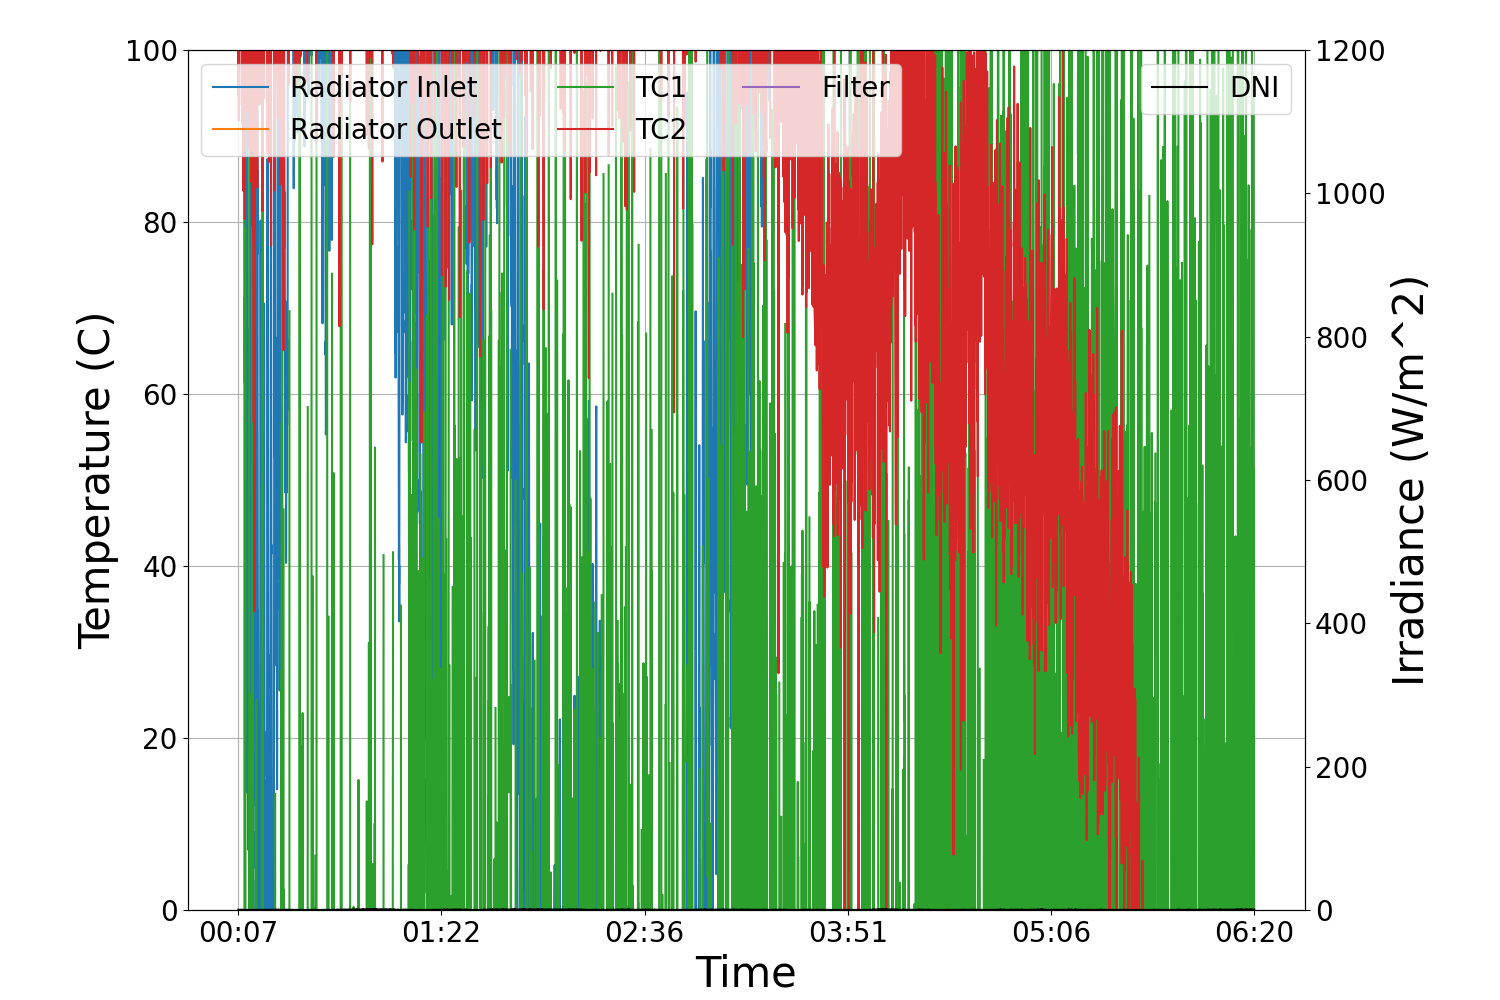 Radiator Inlet
Radiator Outlet
TC1
TC2
Filter
DNI
Temperature (C)
100
80
60
40
20
0
Irradiance (W/m^2)
1200
1000
800
600
400
200
0
00:07 01:22 02:36 03:51 05:06 06:20
Time